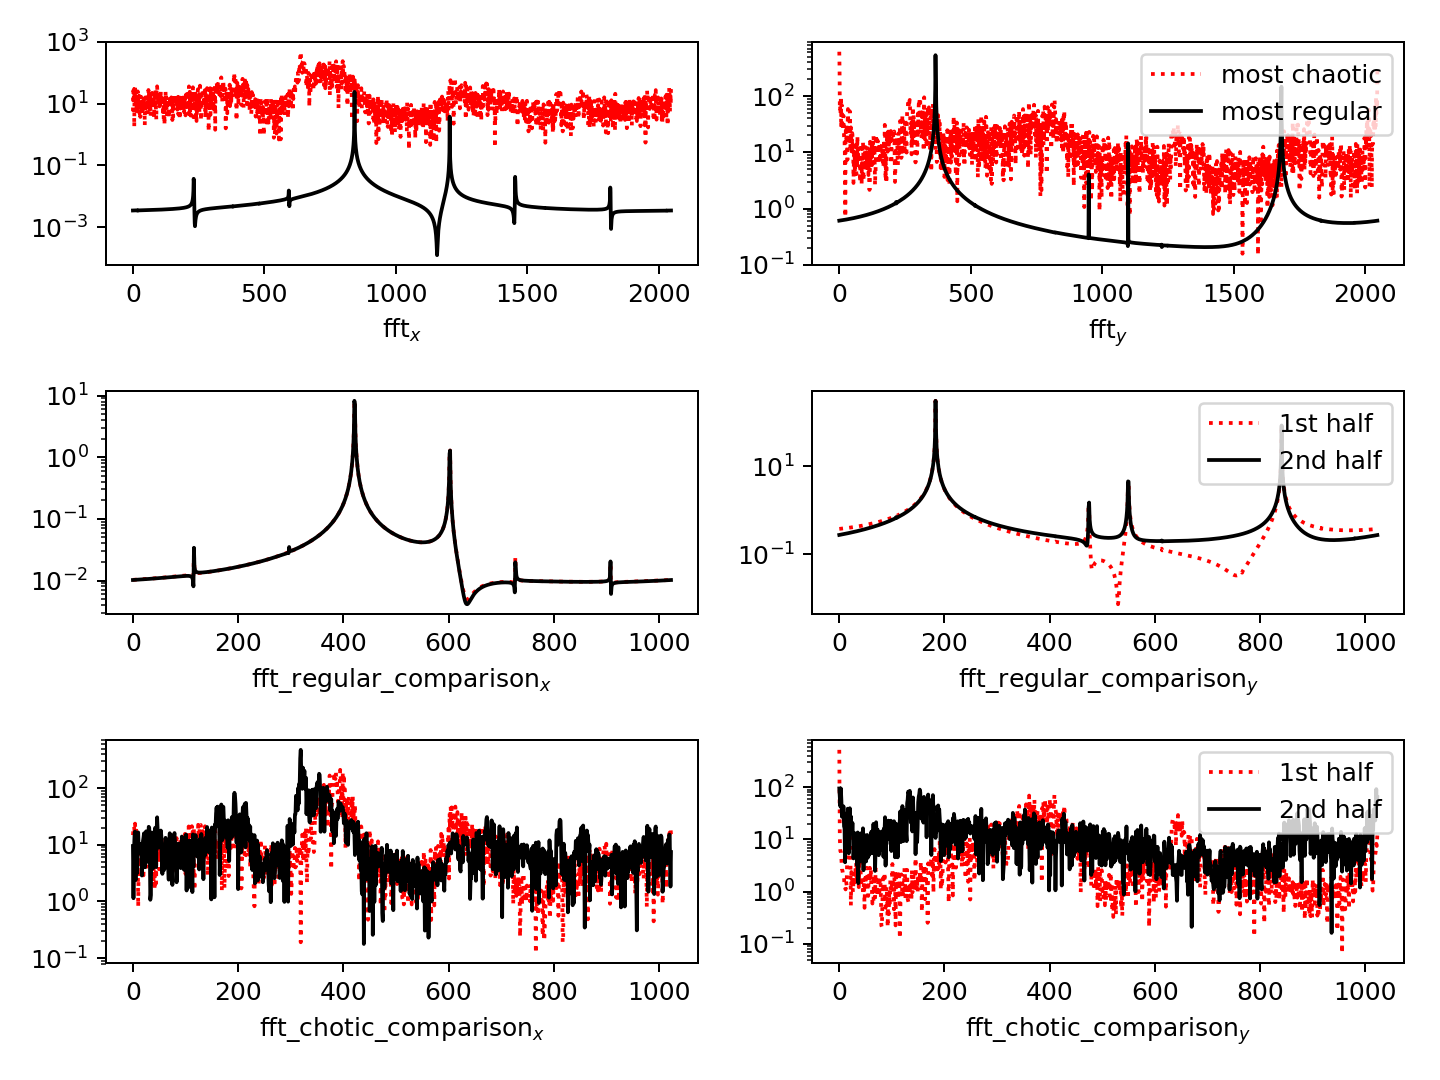 10^3
10^1
10^-1
10^-3
0 500 1000 1500 2000
fft_x
10^2
10^1
10^0
10^-1
most chaotic
most regular
0 500 1000 1500 2000
fft_y
10^1
10^0
10^-1
10^-2
0 200 400 600 800 1000
fft_regular_comparison_x
10^1
10^-1
1st half
2nd half
0 200 400 600 800 1000
fft_regular_comparison_y
10^2
10^1
10^0
10^-1
0 200 400 600 800 1000
fft_chotic_comparison_x
10^2
10^1
10^0
10^-1
1st half
2nd half
0 200 400 600 800 1000
fft_chotic_comparison_y